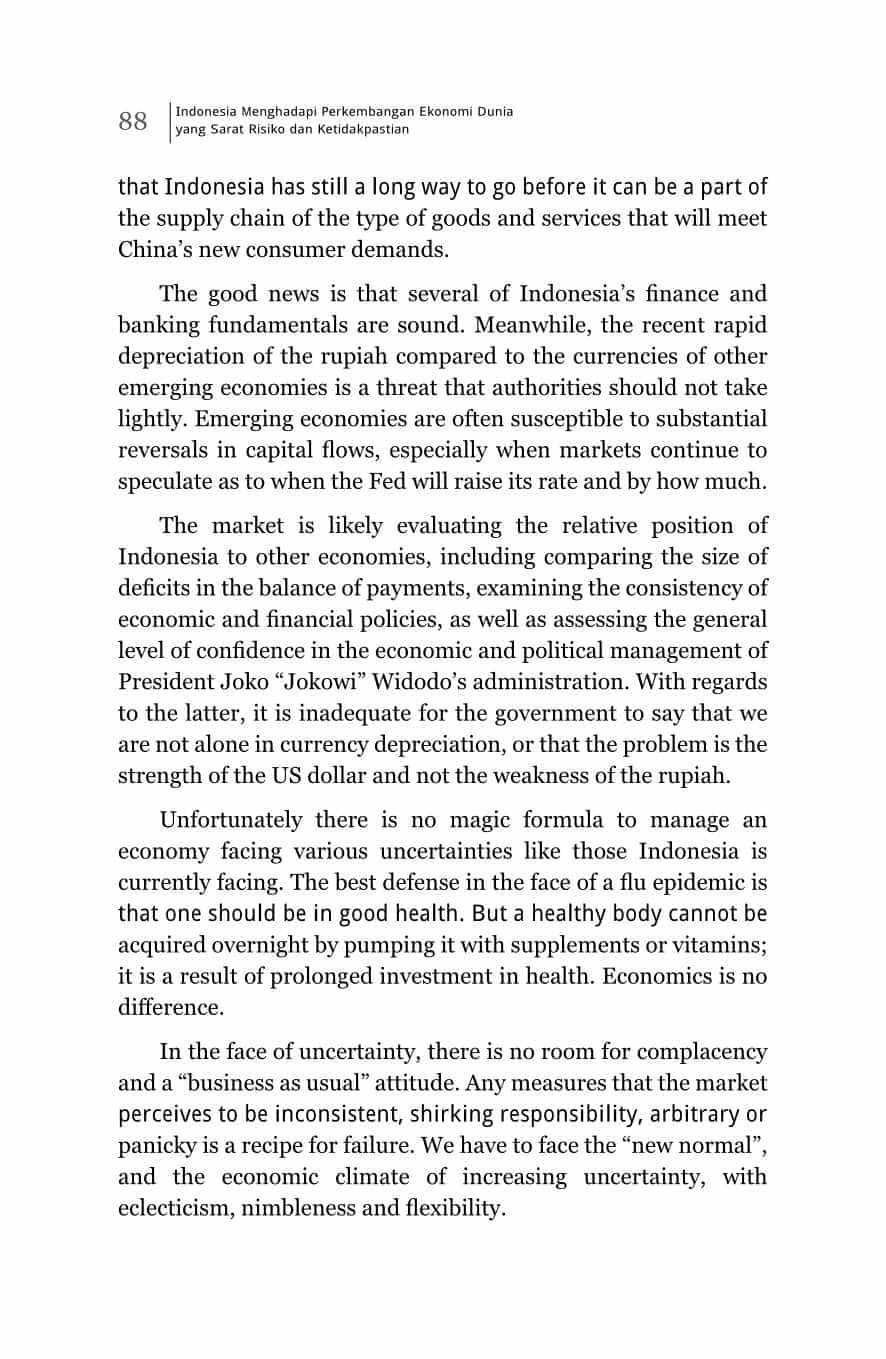 88
Indonesia Menghadapi Perkembangan Ekonomi Dunia
yang Sarat Risiko dan Ketidakpastian
that Indonesia has still a long way to go before it can be a part of
the supply chain of the type of goods and services that will meet
China’s new consumer demands.
The good news is that several of Indonesia’s finance and
banking fundamentals are sound. Meanwhile, the recent rapid
depreciation of the rupiah compared to the currencies of other
emerging economies is a threat that authorities should not take
lightly. Emerging economies are often susceptible to substantial
reversals in capital flows, especially when markets continue to
speculate as to when the Fed will raise its rate and by how much.
The market is likely evaluating the relative position of
Indonesia to other economies, including comparing the size of
deficits in the balance of payments, examining the consistency of
economic and financial policies, as well as assessing the general
level of confidence in the economic and political management of
President Joko “Jokowi” Widodo’s administration. With regards
to the latter, it is inadequate for the government to say that we
are not alone in currency depreciation, or that the problem is the
strength of the US dollar and not the weakness of the rupiah.
Unfortunately there is no magic formula to manage an
economy facing various uncertainties like those Indonesia is
currently facing. The best defense in the face of a flu epidemic is
that one should be in good health. But a healthy body cannot be
acquired overnight by pumping it with supplements or vitamins;
it is a result of prolonged investment in health. Economics is no
difference.
In the face of uncertainty, there is no room for complacency
and a “business as usual” attitude. Any measures that the market
perceives to be inconsistent, shirking responsibility, arbitrary or
panicky is a recipe for failure. We have to face the “new normal”,
and the economic climate of increasing uncertainty, with
eclecticism, nimbleness and flexibility.